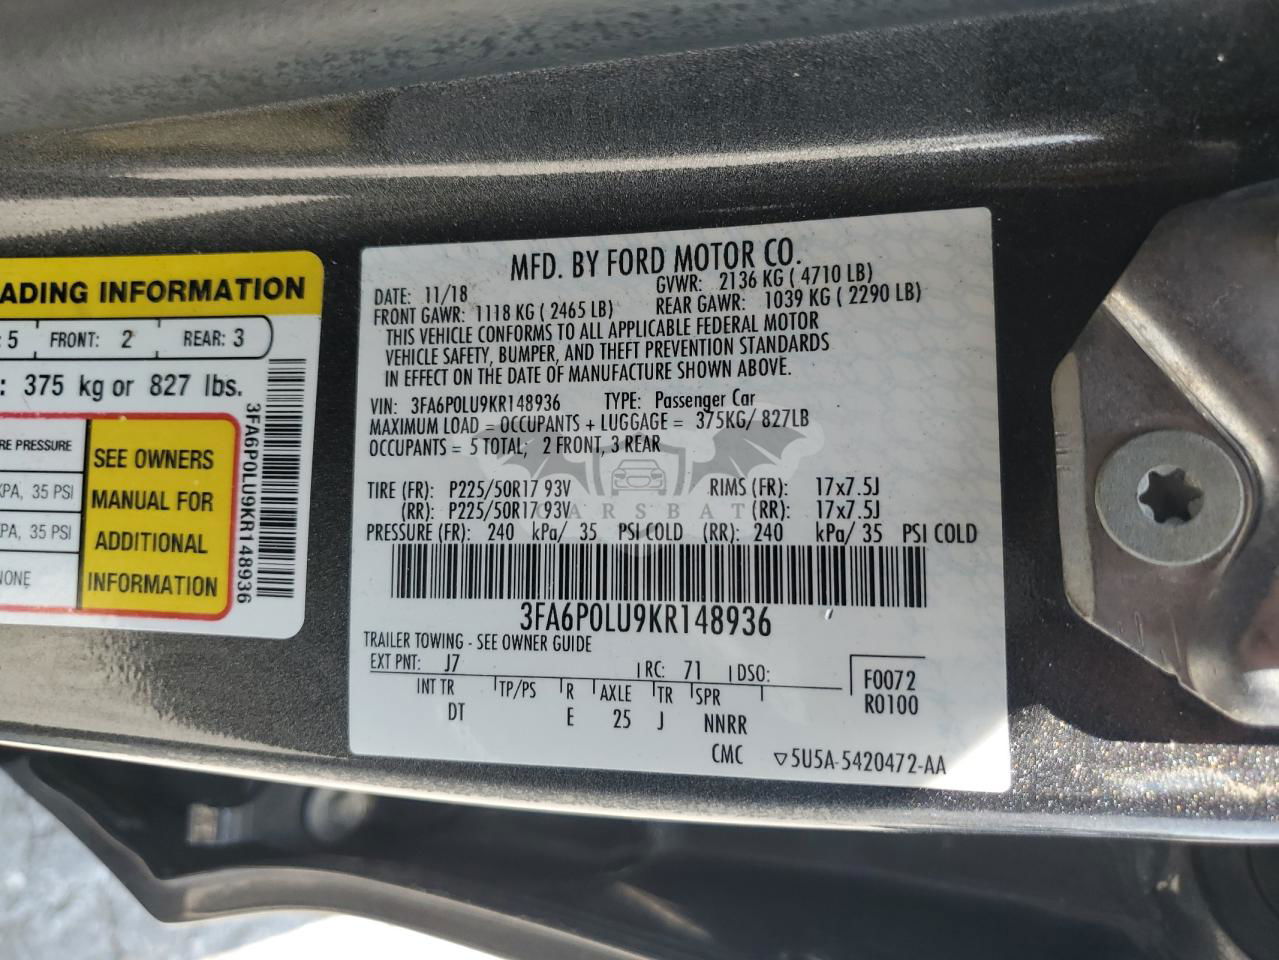 ADING INFORMATION
: 5 FRONT: 2 REAR: 3
: 375 kg or 827 lbs.
RE PRESSURE
KPA, 35 PSI
KPA, 35 PSI
NONE
SEE OWNERS
MANUAL FOR
ADDITIONAL
INFORMATION
3FA6P0LU9KR148936
MFD. BY FORD MOTOR CO.
DATE: 11/18 GVWR: 2136 KG ( 4710 LB)
FRONT GAWR: 1118 KG ( 2465 LB) REAR GAWR: 1039 KG ( 2290 LB)
THIS VEHICLE CONFORMS TO ALL APPLICABLE FEDERAL MOTOR
VEHICLE SAFETY, BUMPER, AND THEFT PREVENTION STANDARDS
IN EFFECT ON THE DATE OF MANUFACTURE SHOWN ABOVE.
VIN: 3FA6P0LU9KR148936 TYPE: Passenger Car
MAXIMUM LOAD = OCCUPANTS + LUGGAGE = 375KG/ 827LB
OCCUPANTS = 5 TOTAL, 2 FRONT, 3 REAR
TIRE (FR): P225/50R17 93V RIMS (FR): 17x7.5J
(RR): P225/50R17 93V (RR): 17x7.5J
CARSBAT
PRESSURE (FR): 240 kPa/ 35 PSI COLD (RR): 240 kPa/ 35 PSI COLD
3FA6P0LU9KR148936
TRAILER TOWING - SEE OWNER GUIDE
EXT PNT: J7 RC: 71 DSO: F0072
R0100
INT TR TP/PS R AXLE TR SPR
DT E 25 J NNRR
CMC ▽5U5A-5420472-AA